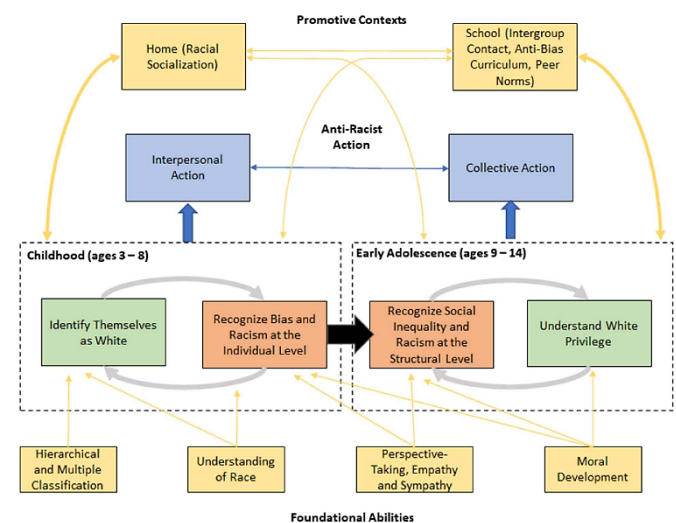 Promotive Contexts
Home (Racial
Socialization)
School (Intergroup
Contact, Anti-Bias
Curriculum, Peer
Norms)
Anti-Racist
Action
Interpersonal
Action
Collective Action
Childhood (ages 3 – 8)
Early Adolescence (ages 9 – 14)
Identify Themselves
as White
Recognize Bias and
Racism at the
Individual Level
Recognize Social
Inequality and
Racism at the
Structural Level
Understand White
Privilege
Hierarchical
and Multiple
Classification
Understanding
of Race
Perspective-
Taking, Empathy
and Sympathy
Moral
Development
Foundational Abilities